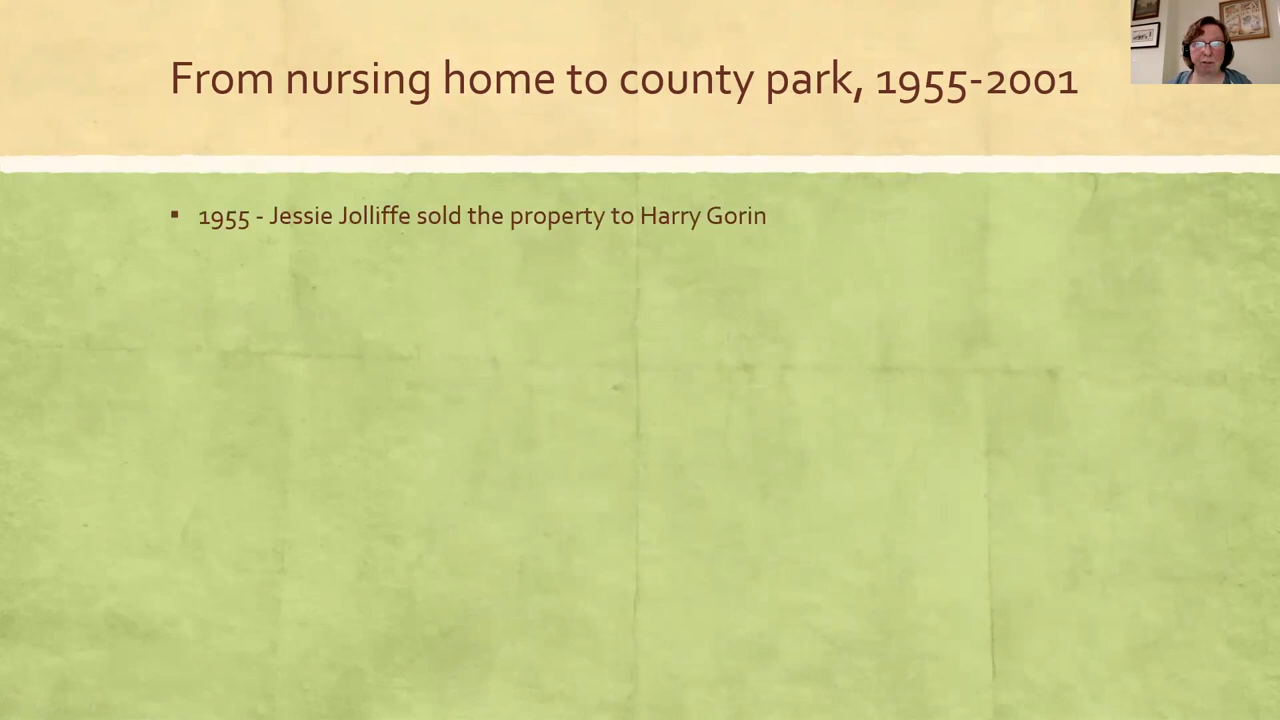 From nursing home to county park, 1955-2001
▪ 1955 - Jessie Jolliffe sold the property to Harry Gorin